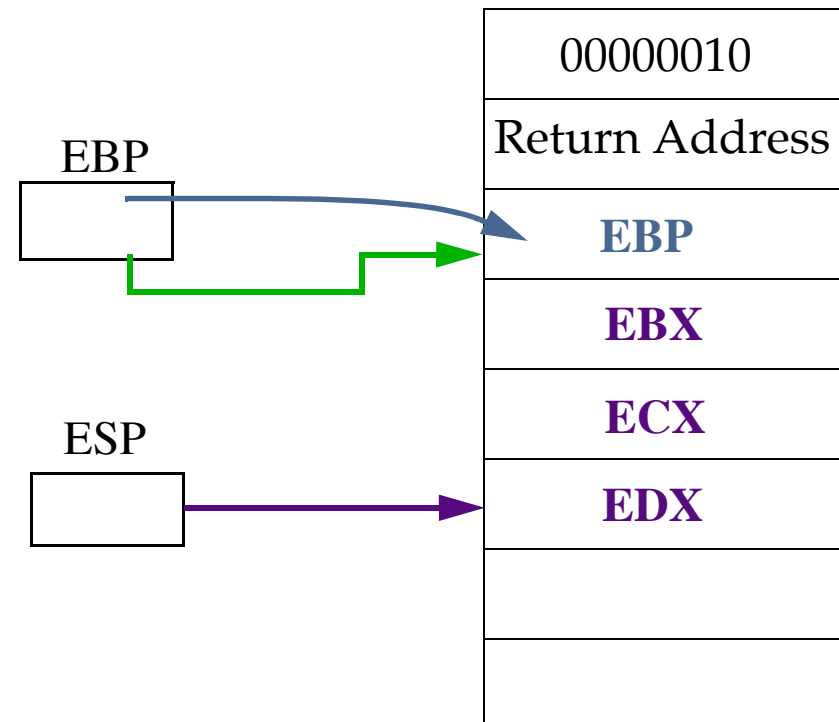 00000010
Return Address
EBP
EBP
EBX
ECX
ESP
EDX